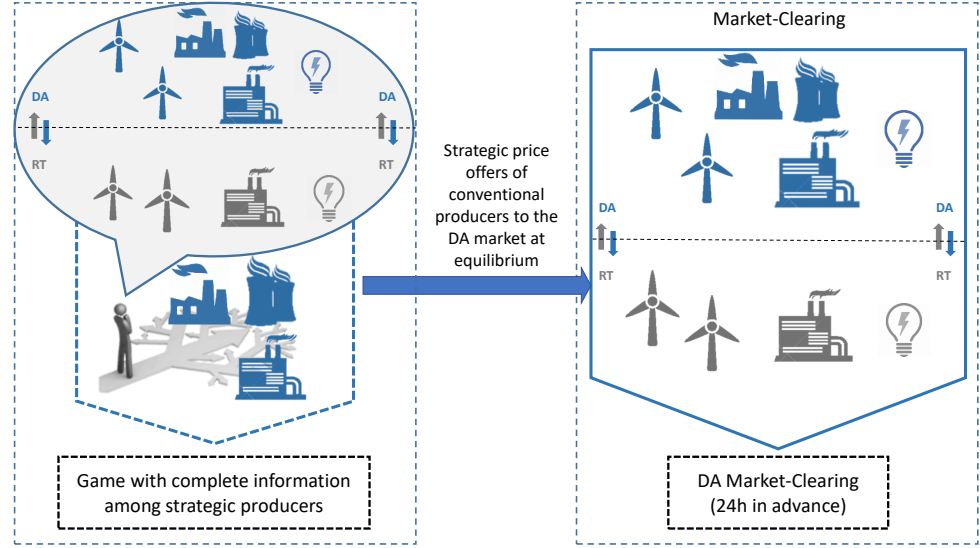 DA
DA
RT
RT
Game with complete information
among strategic producers
Strategic price
offers of
conventional
producers to the
DA market at
equilibrium
Market-Clearing
DA
DA
RT
RT
DA Market-Clearing
(24h in advance)